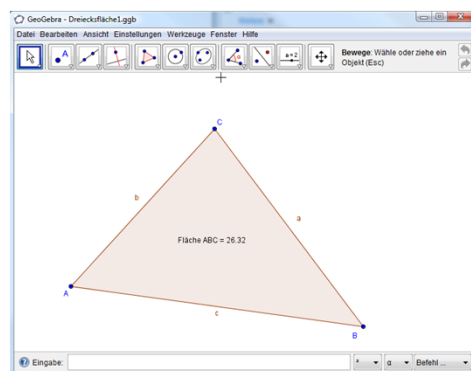 GeoGebra - Dreiecksfläche1.ggb
Datei Bearbeiten Ansicht Einstellungen Werkzeuge Fenster Hilfe
A
α
a=2
Bewege: Wähle oder ziehe ein
Objekt (Esc)
C
b
a
Fläche ABC = 26.32
A
c
B
Eingabe:
α
Befehl ...